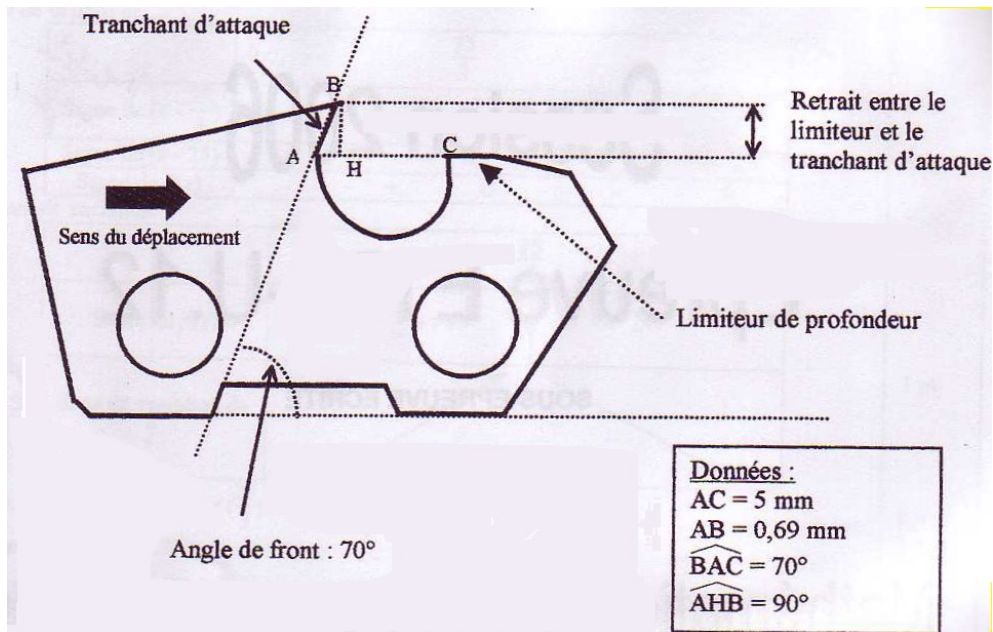 Tranchant d'attaque
B
Retrait entre le
limiteur et le
tranchant d'attaque
A
H
C
Sens du déplacement
Limiteur de profondeur
Angle de front : 70°
Données :
AC = 5 mm
AB = 0,69 mm
BAC = 70°
AHB = 90°